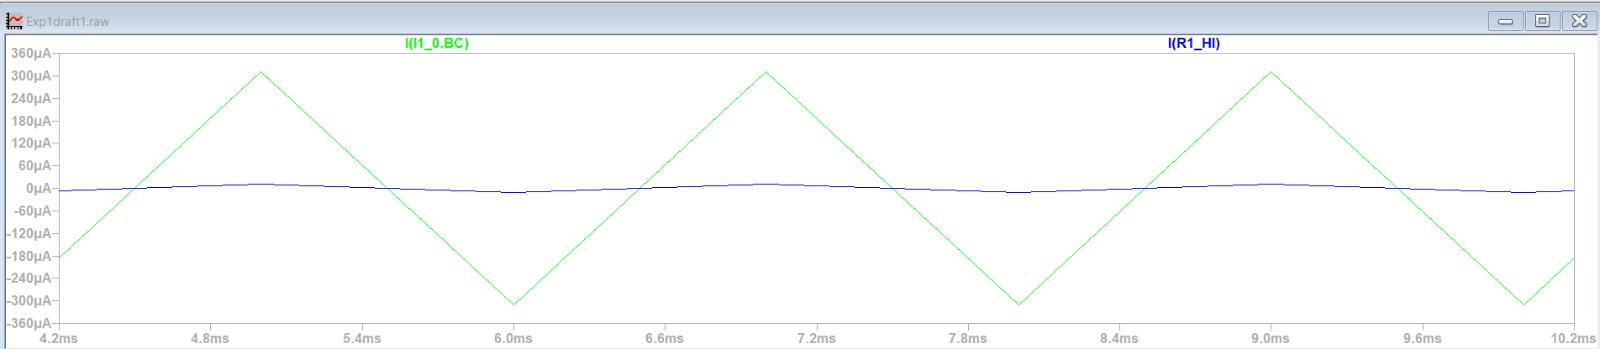 Exp1draft1.raw
I(I1_0.BC) I(R1_HI)
360µA
300µA
240µA
180µA
120µA
60µA
0µA
-60µA
-120µA
-180µA
-240µA
-300µA
-360µA
4.2ms 4.8ms 5.4ms 6.0ms 6.6ms 7.2ms 7.8ms 8.4ms 9.0ms 9.6ms 10.2ms